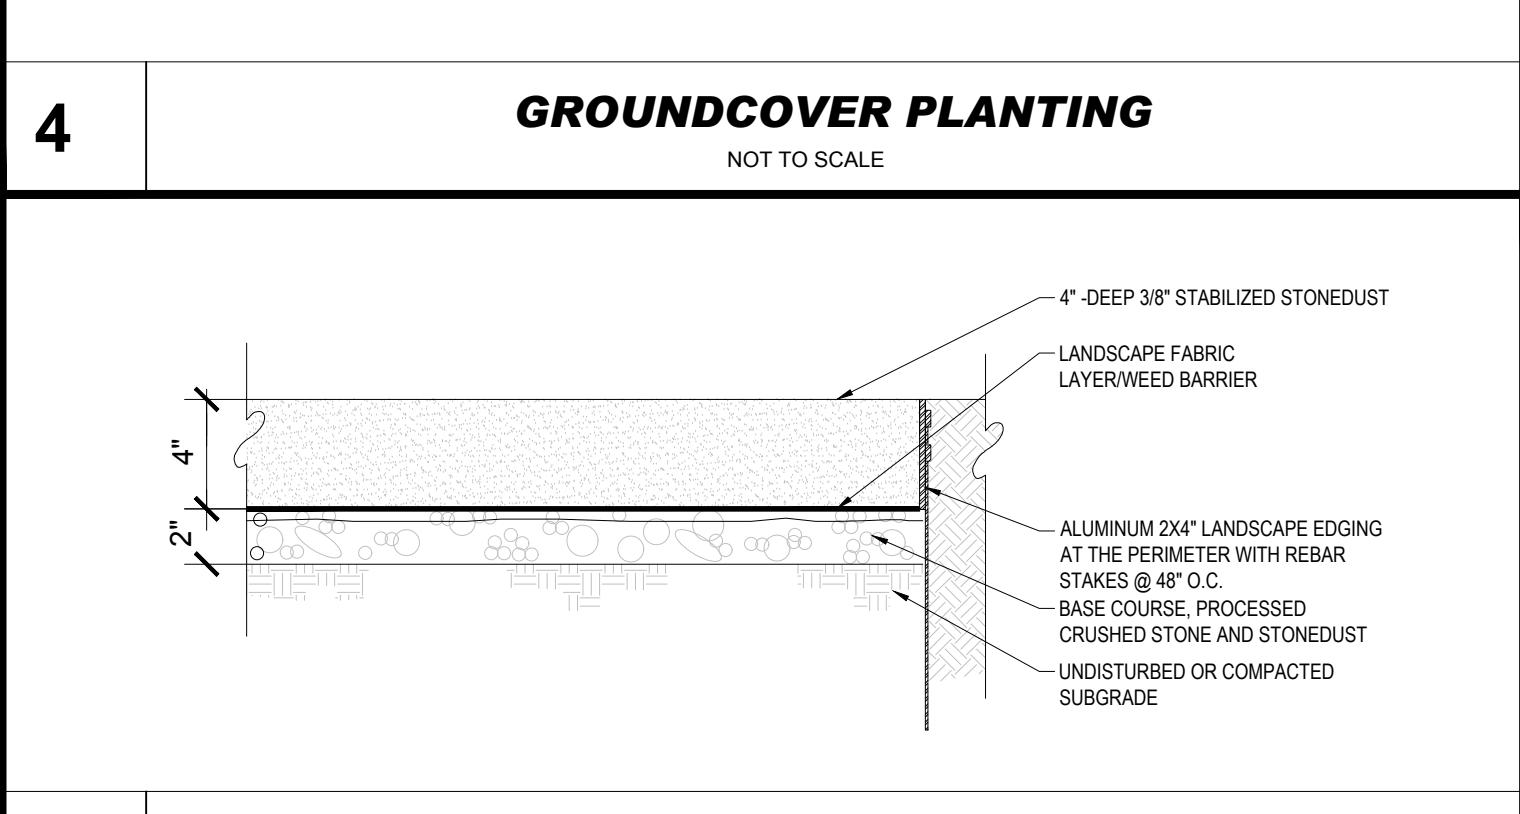 4
GROUNDCOVER PLANTING
NOT TO SCALE
4" -DEEP 3/8" STABILIZED STONEDUST
LANDSCAPE FABRIC
LAYER/WEED BARRIER
4"
2"
ALUMINUM 2X4" LANDSCAPE EDGING
AT THE PERIMETER WITH REBAR
STAKES @ 48" O.C.
BASE COURSE, PROCESSED
CRUSHED STONE AND STONEDUST
UNDISTURBED OR COMPACTED
SUBGRADE